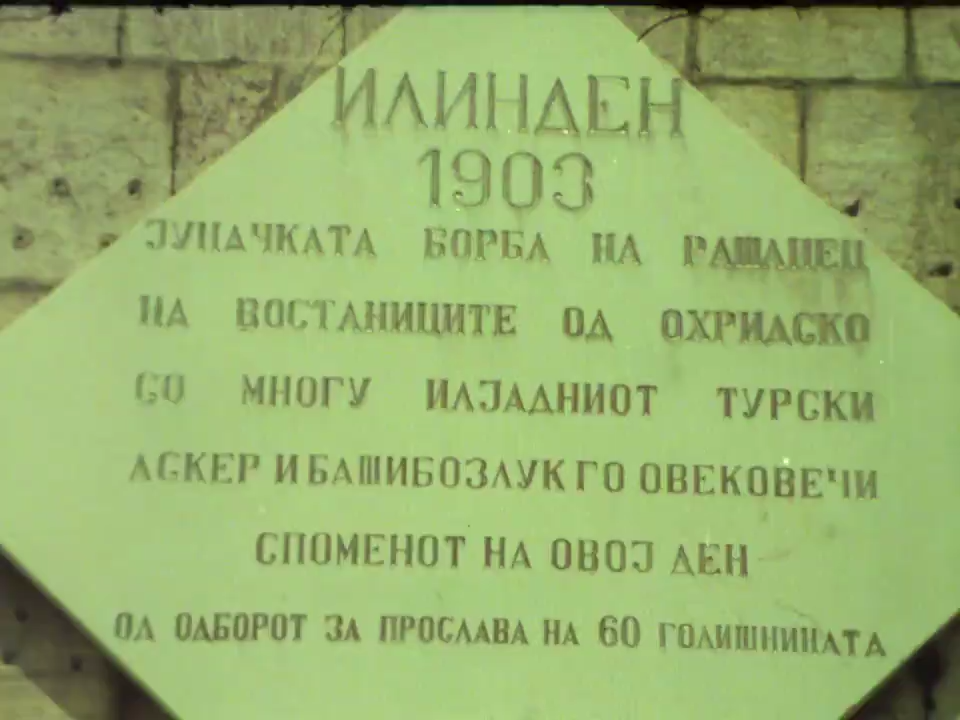 ИЛИНДЕН
1903
ЈУНАЧКАТА БОРБА НА РАШАНЕЦ
НА ВОСТАНИЦИТЕ ОД ОХРИДСКО
СО МНОГУ ИЛЈАДНИОТ ТУРСКИ
АСКЕР И БАШИБОЗЛУК ГО ОВЕКОВЕЧИ
СПОМЕНОТ НА ОВОЈ ДЕН
ОД ОДБОРОТ ЗА ПРОСЛАВА НА 60 ГОДИШНИНАТА